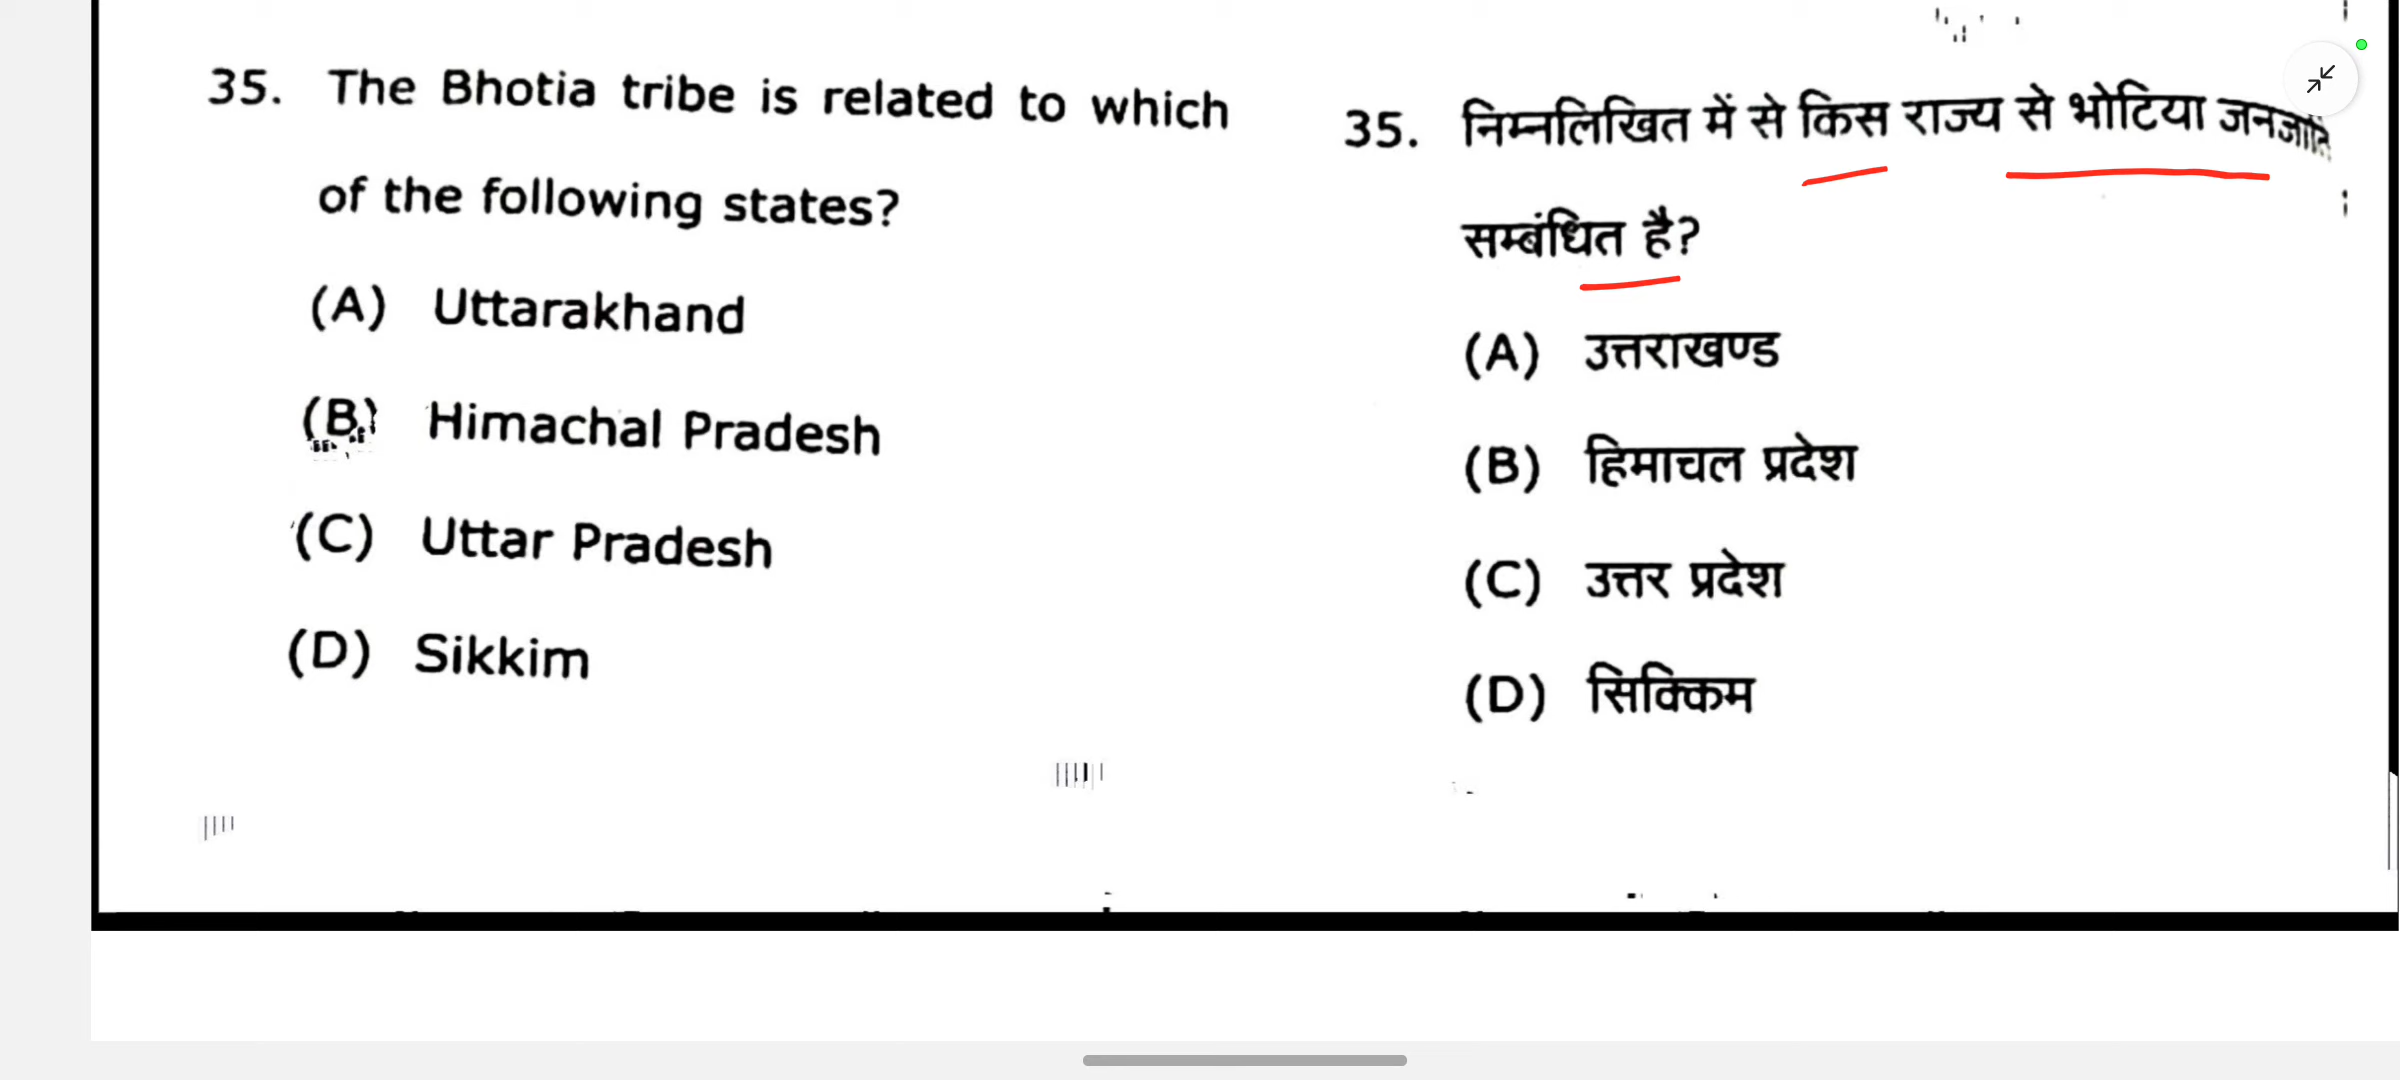 35. The Bhotia tribe is related to which
of the following states?
(A) Uttarakhand
(B) Himachal Pradesh
(C) Uttar Pradesh
(D) Sikkim
35. निम्नलिखित में से किस राज्य से भोटिया जनजाति
सम्बंधित है?
(A) उत्तराखण्ड
(B) हिमाचल प्रदेश
(C) उत्तर प्रदेश
(D) सिक्किम